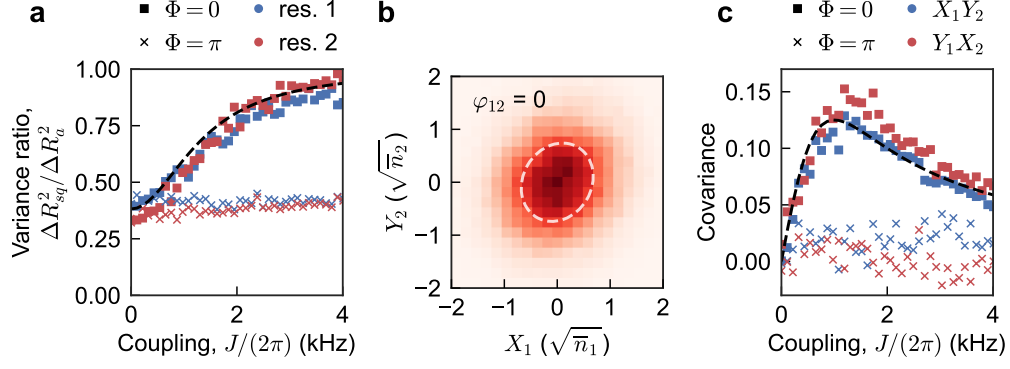 a
Φ = 0
res. 1
Φ = π
res. 2
Variance ratio,
ΔR²sq/ΔR²a
1.00
0.75
0.50
0.25
0.00
0
2
4
Coupling, J/(2π) (kHz)
b
φ12 = 0
Y2 (√n̅2)
2
1
0
−1
−2
−2
−1
0
1
2
X1 (√n̅1)
c
Φ = 0
X1Y2
Φ = π
Y1X2
Covariance
0.15
0.10
0.05
0.00
0
2
4
Coupling, J/(2π) (kHz)